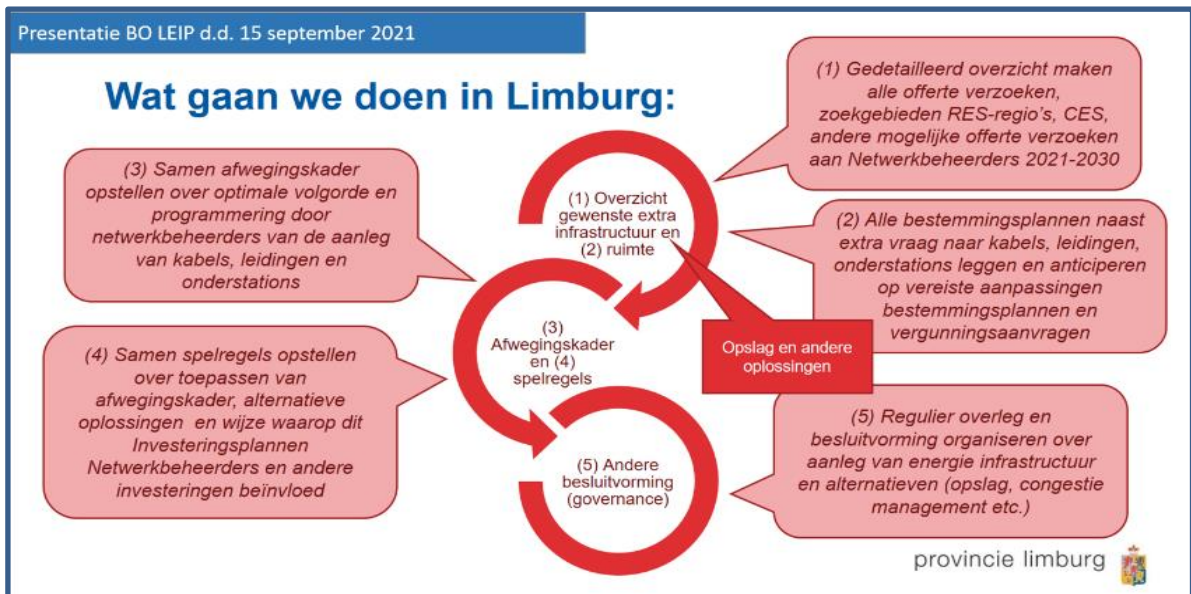 Presentatie BO LEIP d.d. 15 september 2021
Wat gaan we doen in Limburg:
(1) Gedetailleerd overzicht maken
alle offerte verzoeken,
zoekgebieden RES-regio's, CES,
andere mogelijke offerte verzoeken
aan Netwerkbeheerders 2021-2030
(3) Samen afwegingskader
opstellen over optimale volgorde en
programmering door
netwerkbeheerders van de aanleg
van kabels, leidingen en
onderstations
(1) Overzicht
gewenste extra
infrastructuur en
(2) ruimte
(2) Alle bestemmingsplannen naast
extra vraag naar kabels, leidingen,
onderstations leggen en anticiperen
op vereiste aanpassingen
bestemmingsplannen en
vergunningsaanvragen
(3)
Afwegingskader
en (4)
spelregels
Opslag en andere
oplossingen
(4) Samen spelregels opstellen
over toepassen van
afwegingskader, alternatieve
oplossingen en wijze waarop dit
Investeringsplannen
Netwerkbeheerders en andere
investeringen beïnvloed
(5) Andere
besluitvorming
(governance)
(5) Regulier overleg en
besluitvorming organiseren over
aanleg van energie infrastructuur
en alternatieven (opslag, congestie
management etc.)
provincie limburg